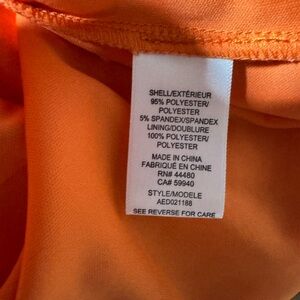 SHELL/EXTÉRIEUR
95% POLYESTER/
POLYESTER
5% SPANDEX/SPANDEX
LINING/DOUBLURE
100% POLYESTER/
POLYESTER
MADE IN CHINA
FABRIQUÉ EN CHINE
RN# 44480
CA# 59940
STYLE/MODELE
AED021188
SEE REVERSE FOR CARE